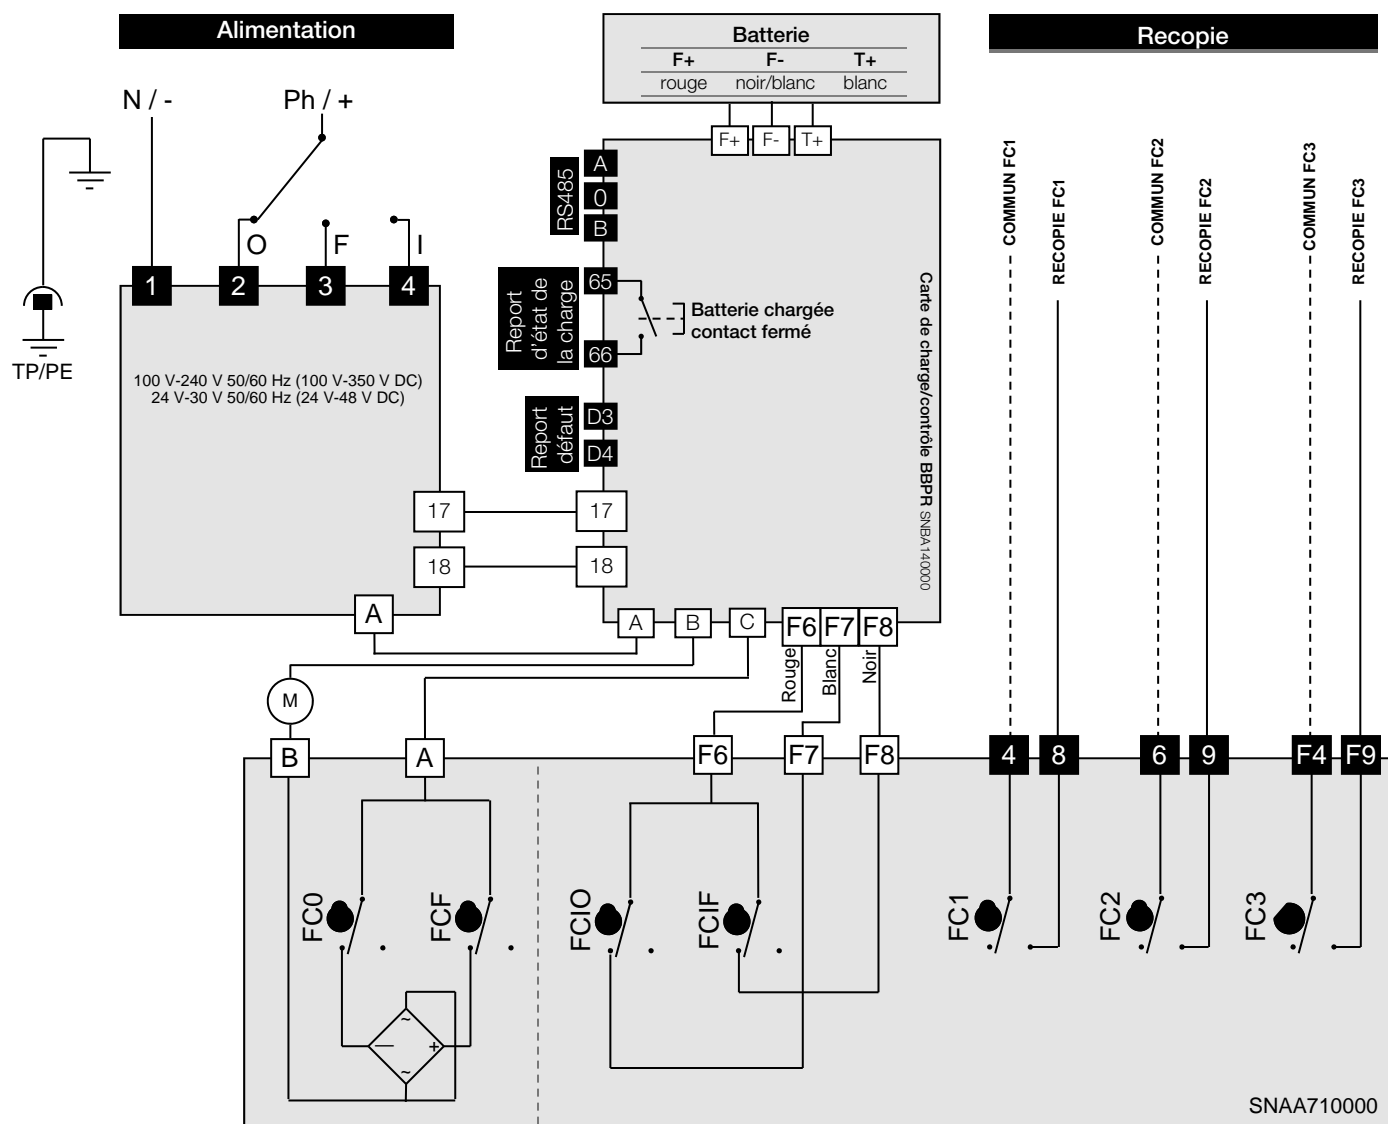 Alimentation
Batterie
F+ F- T+
rouge noir/blanc blanc
Recopie
N / -
Ph / +
TP/PE
O
F
I
1
2
3
4
100 V-240 V 50/60 Hz (100 V-350 V DC)
24 V-30 V 50/60 Hz (24 V-48 V DC)
17
18
A
F+
F-
T+
RS485
A
0
B
Report
d'état de
la charge
65
66
Batterie chargée
contact fermé
Report
défaut
D3
D4
17
18
Carte de charge/contrôle BBPR SNBA140000
A
B
C
F6
F7
F8
Rouge
Blanc
Noir
M
COMMUN FC1
RECOPIE FC1
COMMUN FC2
RECOPIE FC2
COMMUN FC3
RECOPIE FC3
B
A
F6
F7
F8
4
8
6
9
F4
F9
FC0
FCF
FCIO
FCIF
FC1
FC2
FC3
~
—
+
~
SNAA710000